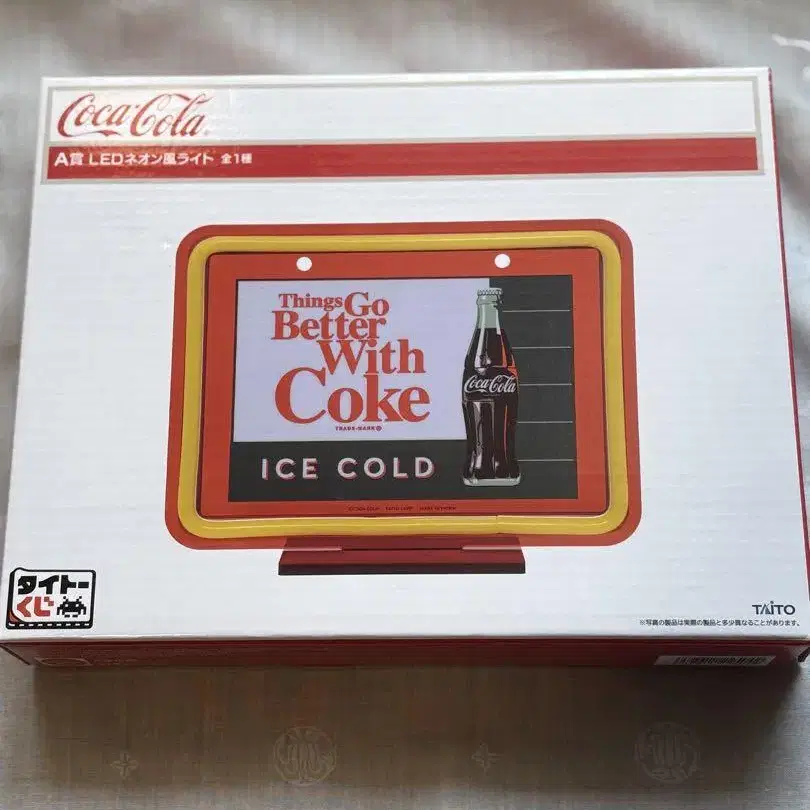 Coca-Cola
A賞 LEDネオン風ライト 全1種
Things Go
Better
With
Coke
TRADE-MARK®
Coca-Cola
ICE COLD
タイトー
くじ
TAITO
※写真の製品は実際の製品と多少異なることがあります。